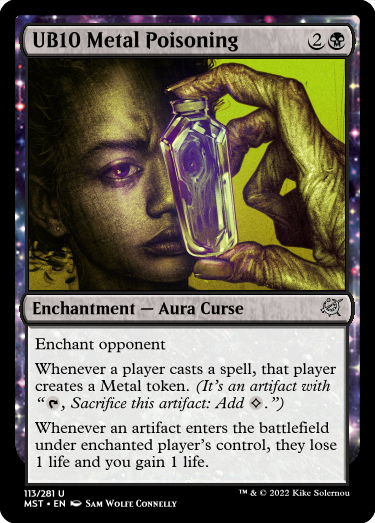 UB10 Metal Poisoning 2
Enchantment — Aura Curse
Enchant opponent
Whenever a player casts a spell, that player
creates a Metal token. (It's an artifact with
“, Sacrifice this artifact: Add .”)
Whenever an artifact enters the battlefield
under enchanted player's control, they lose
1 life and you gain 1 life.
113/281 U
MST • EN Sam Wolfe Connelly
™ & © 2022 Kike Solernou